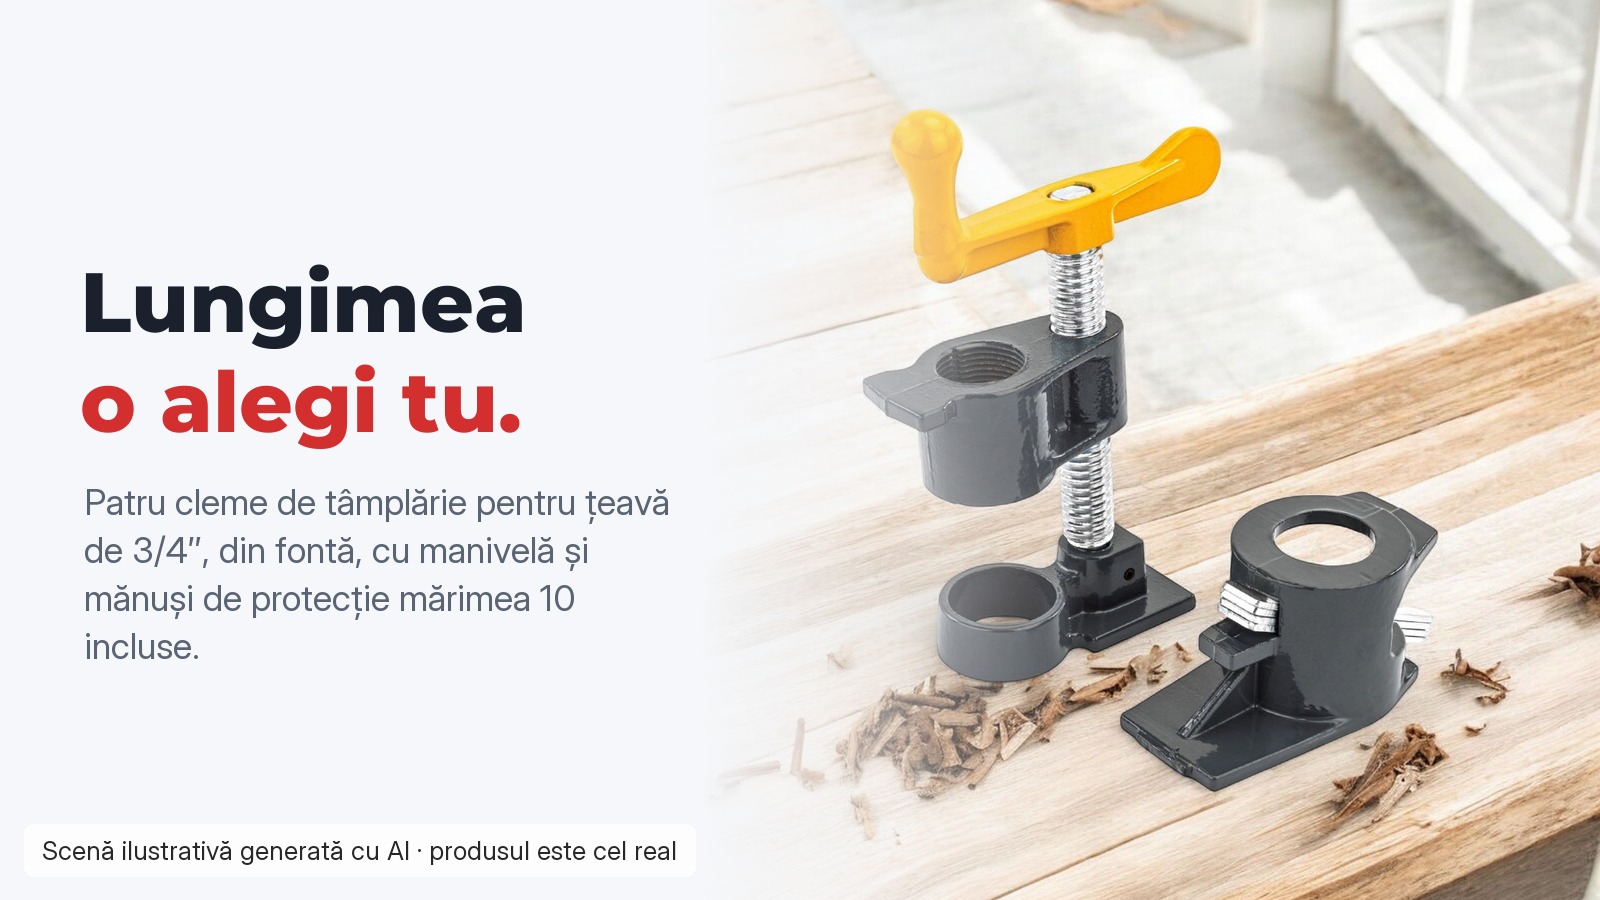 Lungimea
o alegi tu.
Patru cleme de tâmplărie pentru țeavă
de 3/4″, din fontă, cu manivelă și
mănuși de protecție mărimea 10
incluse.
Scenă ilustrativă generată cu AI · produsul este cel real